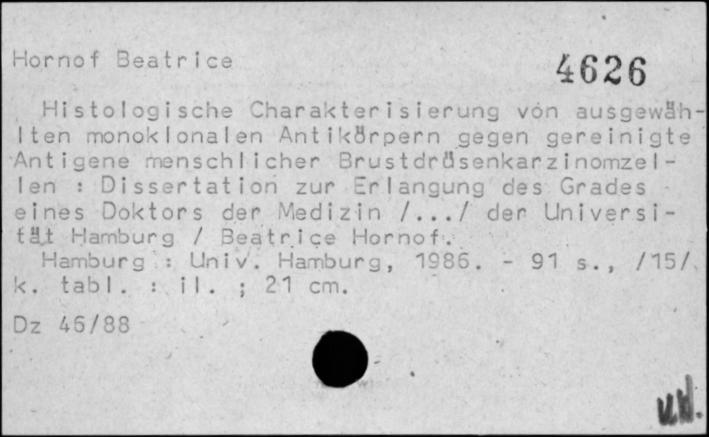 Hornof Beatrice
4626
Histologische Charakterisierung von ausgewäh-
lten monoklonalen Antikörpern gegen gereinigte
Antigene menschlicher Brustdrüsenkarzinomzel-
len : Dissertation zur Erlangung des Grades
eines Doktors der Medizin /.../ der Universi-
tät Hamburg / Beatrice Hornof.
Hamburg : Univ. Hamburg, 1986. - 91 s., /15/
k. tabl. : il. ; 21 cm.
Dz 46/88